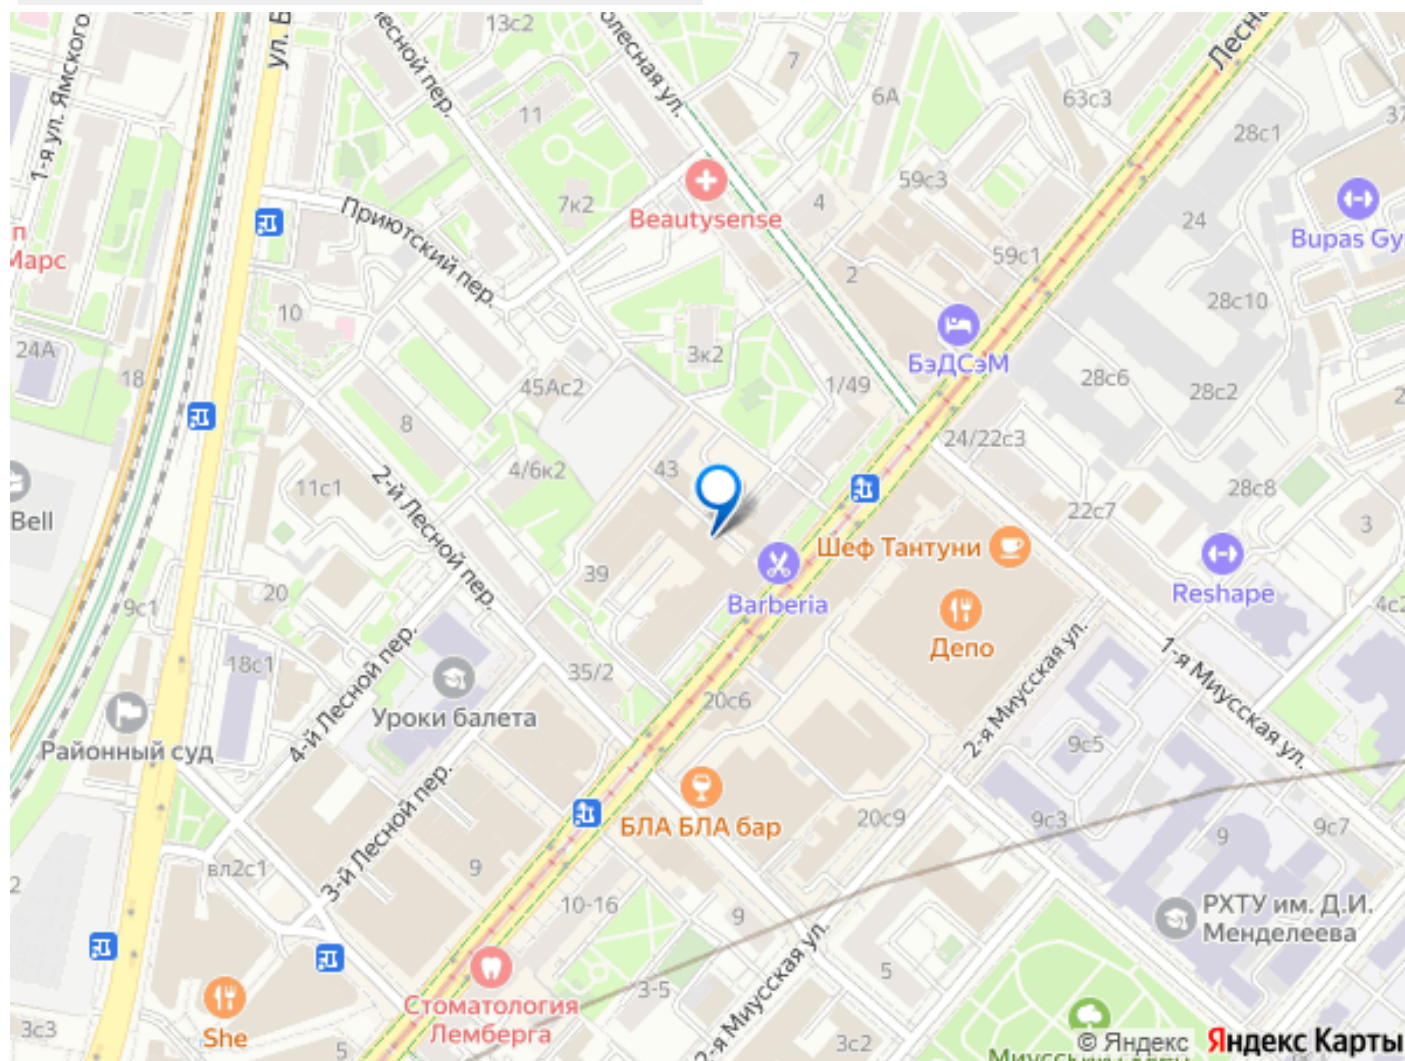 13с2
7
6А
63с3
Лесная
28с1
37
1-я ул. Ямского
ул. Б
лесной пер.
олесная ул.
11
Beautysense
7к2
4
59с3
24
Bupas Gy
п
Марс
Приютский пер.
10
2
59с1
28с10
24А
18
3к2
БэДСэМ
45Ас2
1/49
28с6
28с2
2
8
24/22с3
4/6к2
43
28с8
11с1
2-й Лесной пер.
22с7
3
Bell
Шеф Тантуни
39
Barberia
Reshape
20
9с1
Депо
4с2
18с1
4-й Лесной пер.
35/2
20с6
2-я Миусская ул.
1-я Миусская ул.
Уроки балета
Районный суд
9с5
3-й Лесной пер.
БЛА БЛА бар
20с9
9с3
9
9с7
2
вл2с1
9
10-16
9
РХТУ им. Д.И.
Менделеева
5
3-5
2-я Миусская ул.
Стоматология
Лемберга
She
3с3
5
3с2
© Яндекс Яндекс Карты